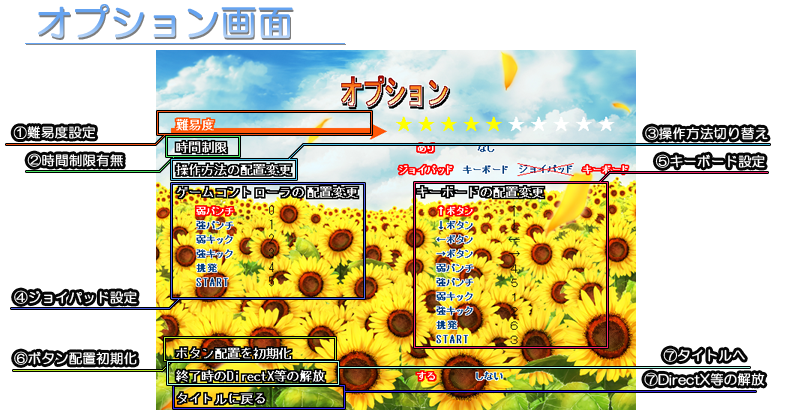 オプション画面
オプション
①難易度設定
難易度
★★★★★★★★★★
②時間制限有無
時間制限
あり なし
③操作方法切り替え
操作方法の配置変更
ジョイパッド キーボード ジョイパッド キーボード
⑤キーボード設定
ゲームコントローラの配置変更
弱パンチ 0
強パンチ 1
弱キック 2
強キック 3
挑発 4
START
キーボードの配置変更
↑ボタン
↓ボタン
←ボタン ←
→ボタン →
弱パンチ 4
強パンチ 5
弱キック 1
強キック
挑発 6
START 3
④ジョイパッド設定
⑥ボタン配置初期化
ボタン配置を初期化
⑦タイトルへ
終了時のDirectX等の解放
する しない
⑦DirectX等の解放
タイトルに戻る